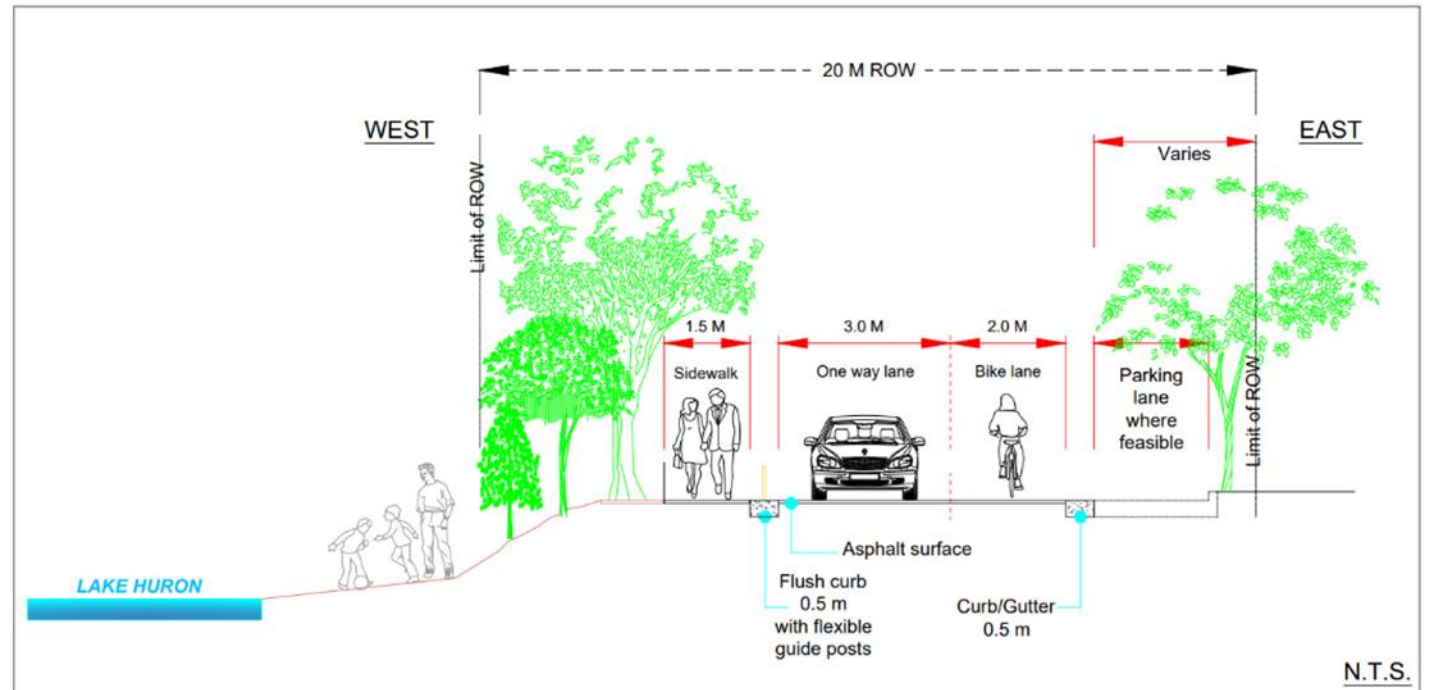 20 M ROW
WEST
EAST
Varies
Limit of ROW
Limit of ROW
1.5 M
3.0 M
2.0 M
Sidewalk
One way lane
Bike lane
Parking
lane
where
feasible
Asphalt surface
LAKE HURON
Flush curb
0.5 m
with flexible
guide posts
Curb/Gutter
0.5 m
N.T.S.